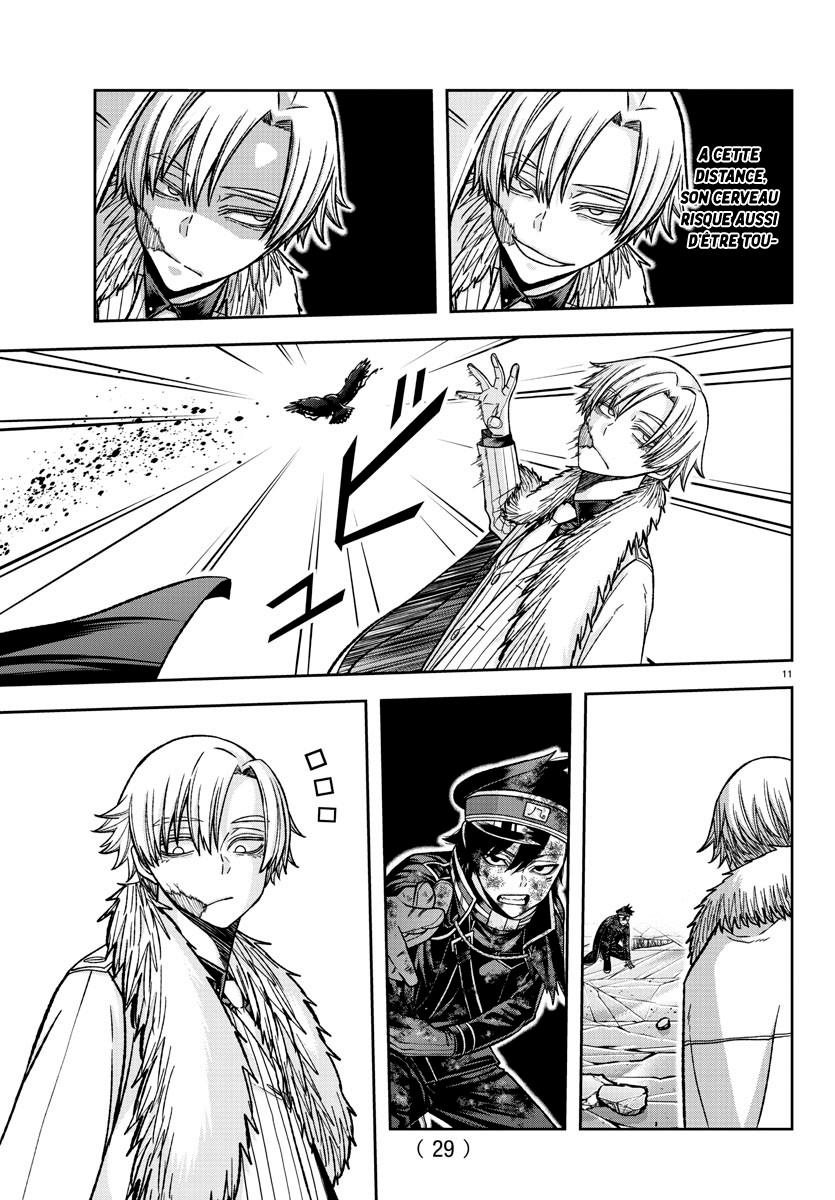 A CETTE
DISTANCE,
SON CERVEAU
RISQUE AUSSI
D'ÊTRE TOU-
ビュ
11
( 29 )